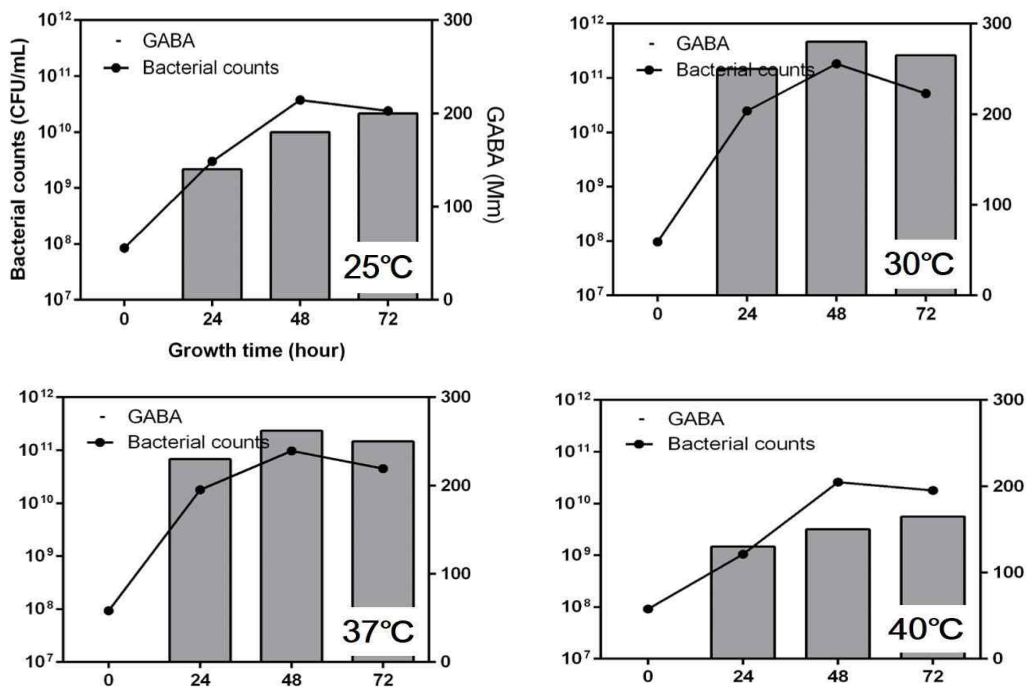 Bacterial counts (CFU/mL)
10¹²
10¹¹
10¹⁰
10⁹
10⁸
10⁷
- GABA
Bacterial counts
300
200
100
0
GABA (Mm)
25°C
0 24 48 72
Growth time (hour)
10¹²
10¹¹
10¹⁰
10⁹
10⁸
10⁷
- GABA
Bacterial counts
300
200
100
0
30°C
0 24 48 72
10¹²
10¹¹
10¹⁰
10⁹
10⁸
10⁷
- GABA
Bacterial counts
300
200
100
0
37°C
0 24 48 72
10¹²
10¹¹
10¹⁰
10⁹
10⁸
10⁷
- GABA
Bacterial counts
300
200
100
0
40°C
0 24 48 72